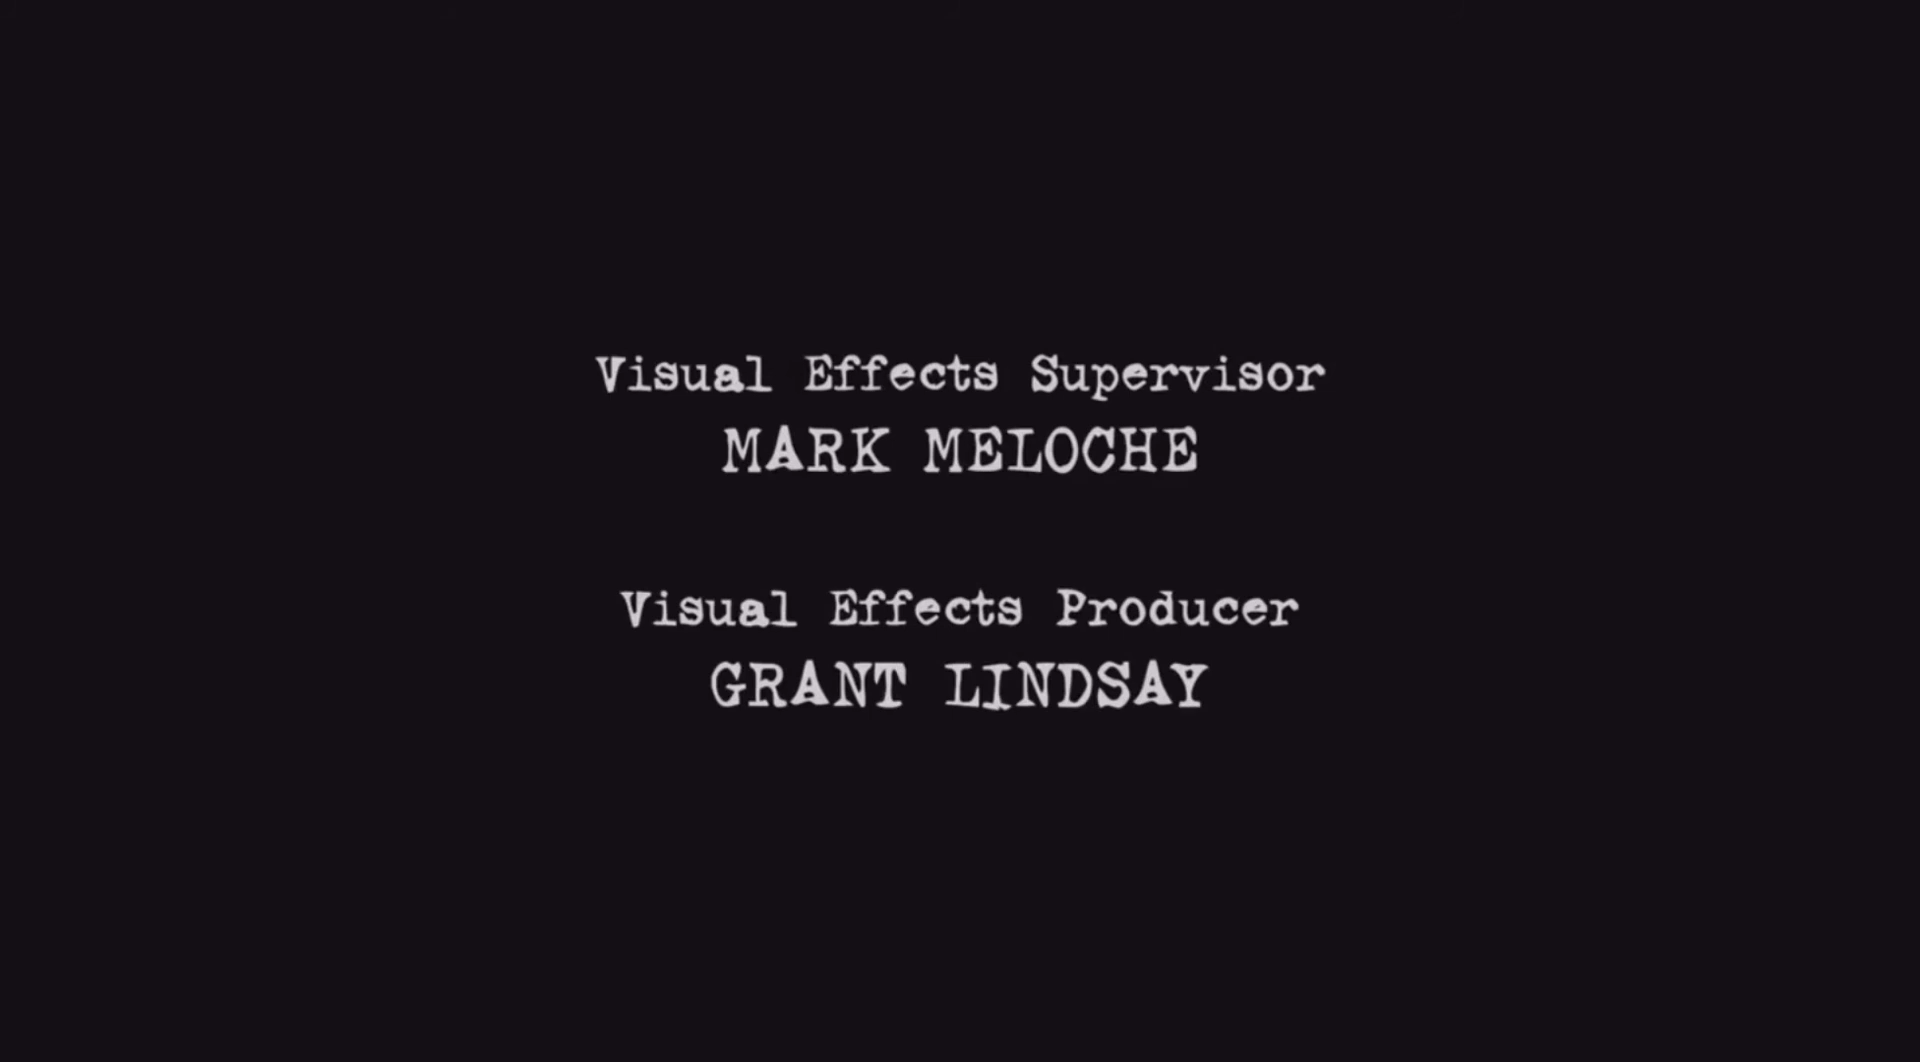 Visual Effects Supervisor
MARK MELOCHE
Visual Effects Producer
GRANT LINDSAY